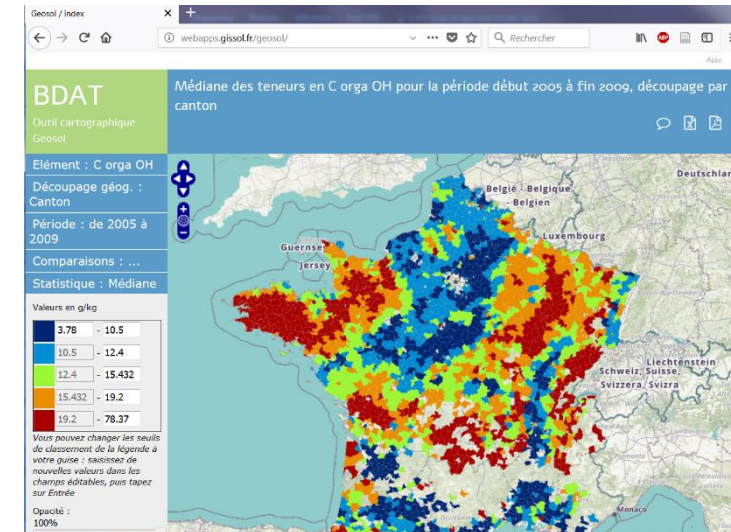 Geosol / index
webapps.gissol.fr/geosol/
Rechercher
Aide
BDAT
Outil cartographique
Geosol
Médiane des teneurs en C orga OH pour la période début 2005 à fin 2009, découpage par
canton
Elément : C orga OH
Découpage géog. :
Canton
Période : de 2005 à
2009
Comparaisons : ...
Statistique : Médiane
Valeurs en g/kg
3.78 - 10.5
10.5 - 12.4
12.4 - 15.432
15.432 - 19.2
19.2 - 78.37
Vous pouvez changer les seuils
de classement de la légende à
votre guise : saisissez de
nouvelles valeurs dans les
champs éditables, puis tapez
sur Entrée
Opacité :
100%
België - Belgique
- Belgien
Deutschlan
Luxembourg
Guernsey
Jersey
Liechtenstein
Schweiz, Suisse,
Svizzera, Svizra
Monaco